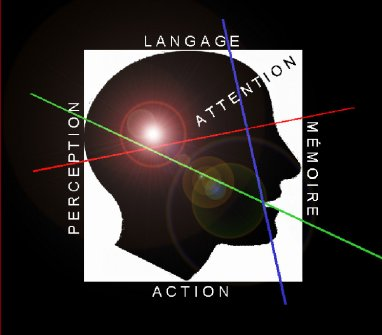 LANGAGE
ATTENTION
PERCEPTION
MÉMOIRE
ACTION